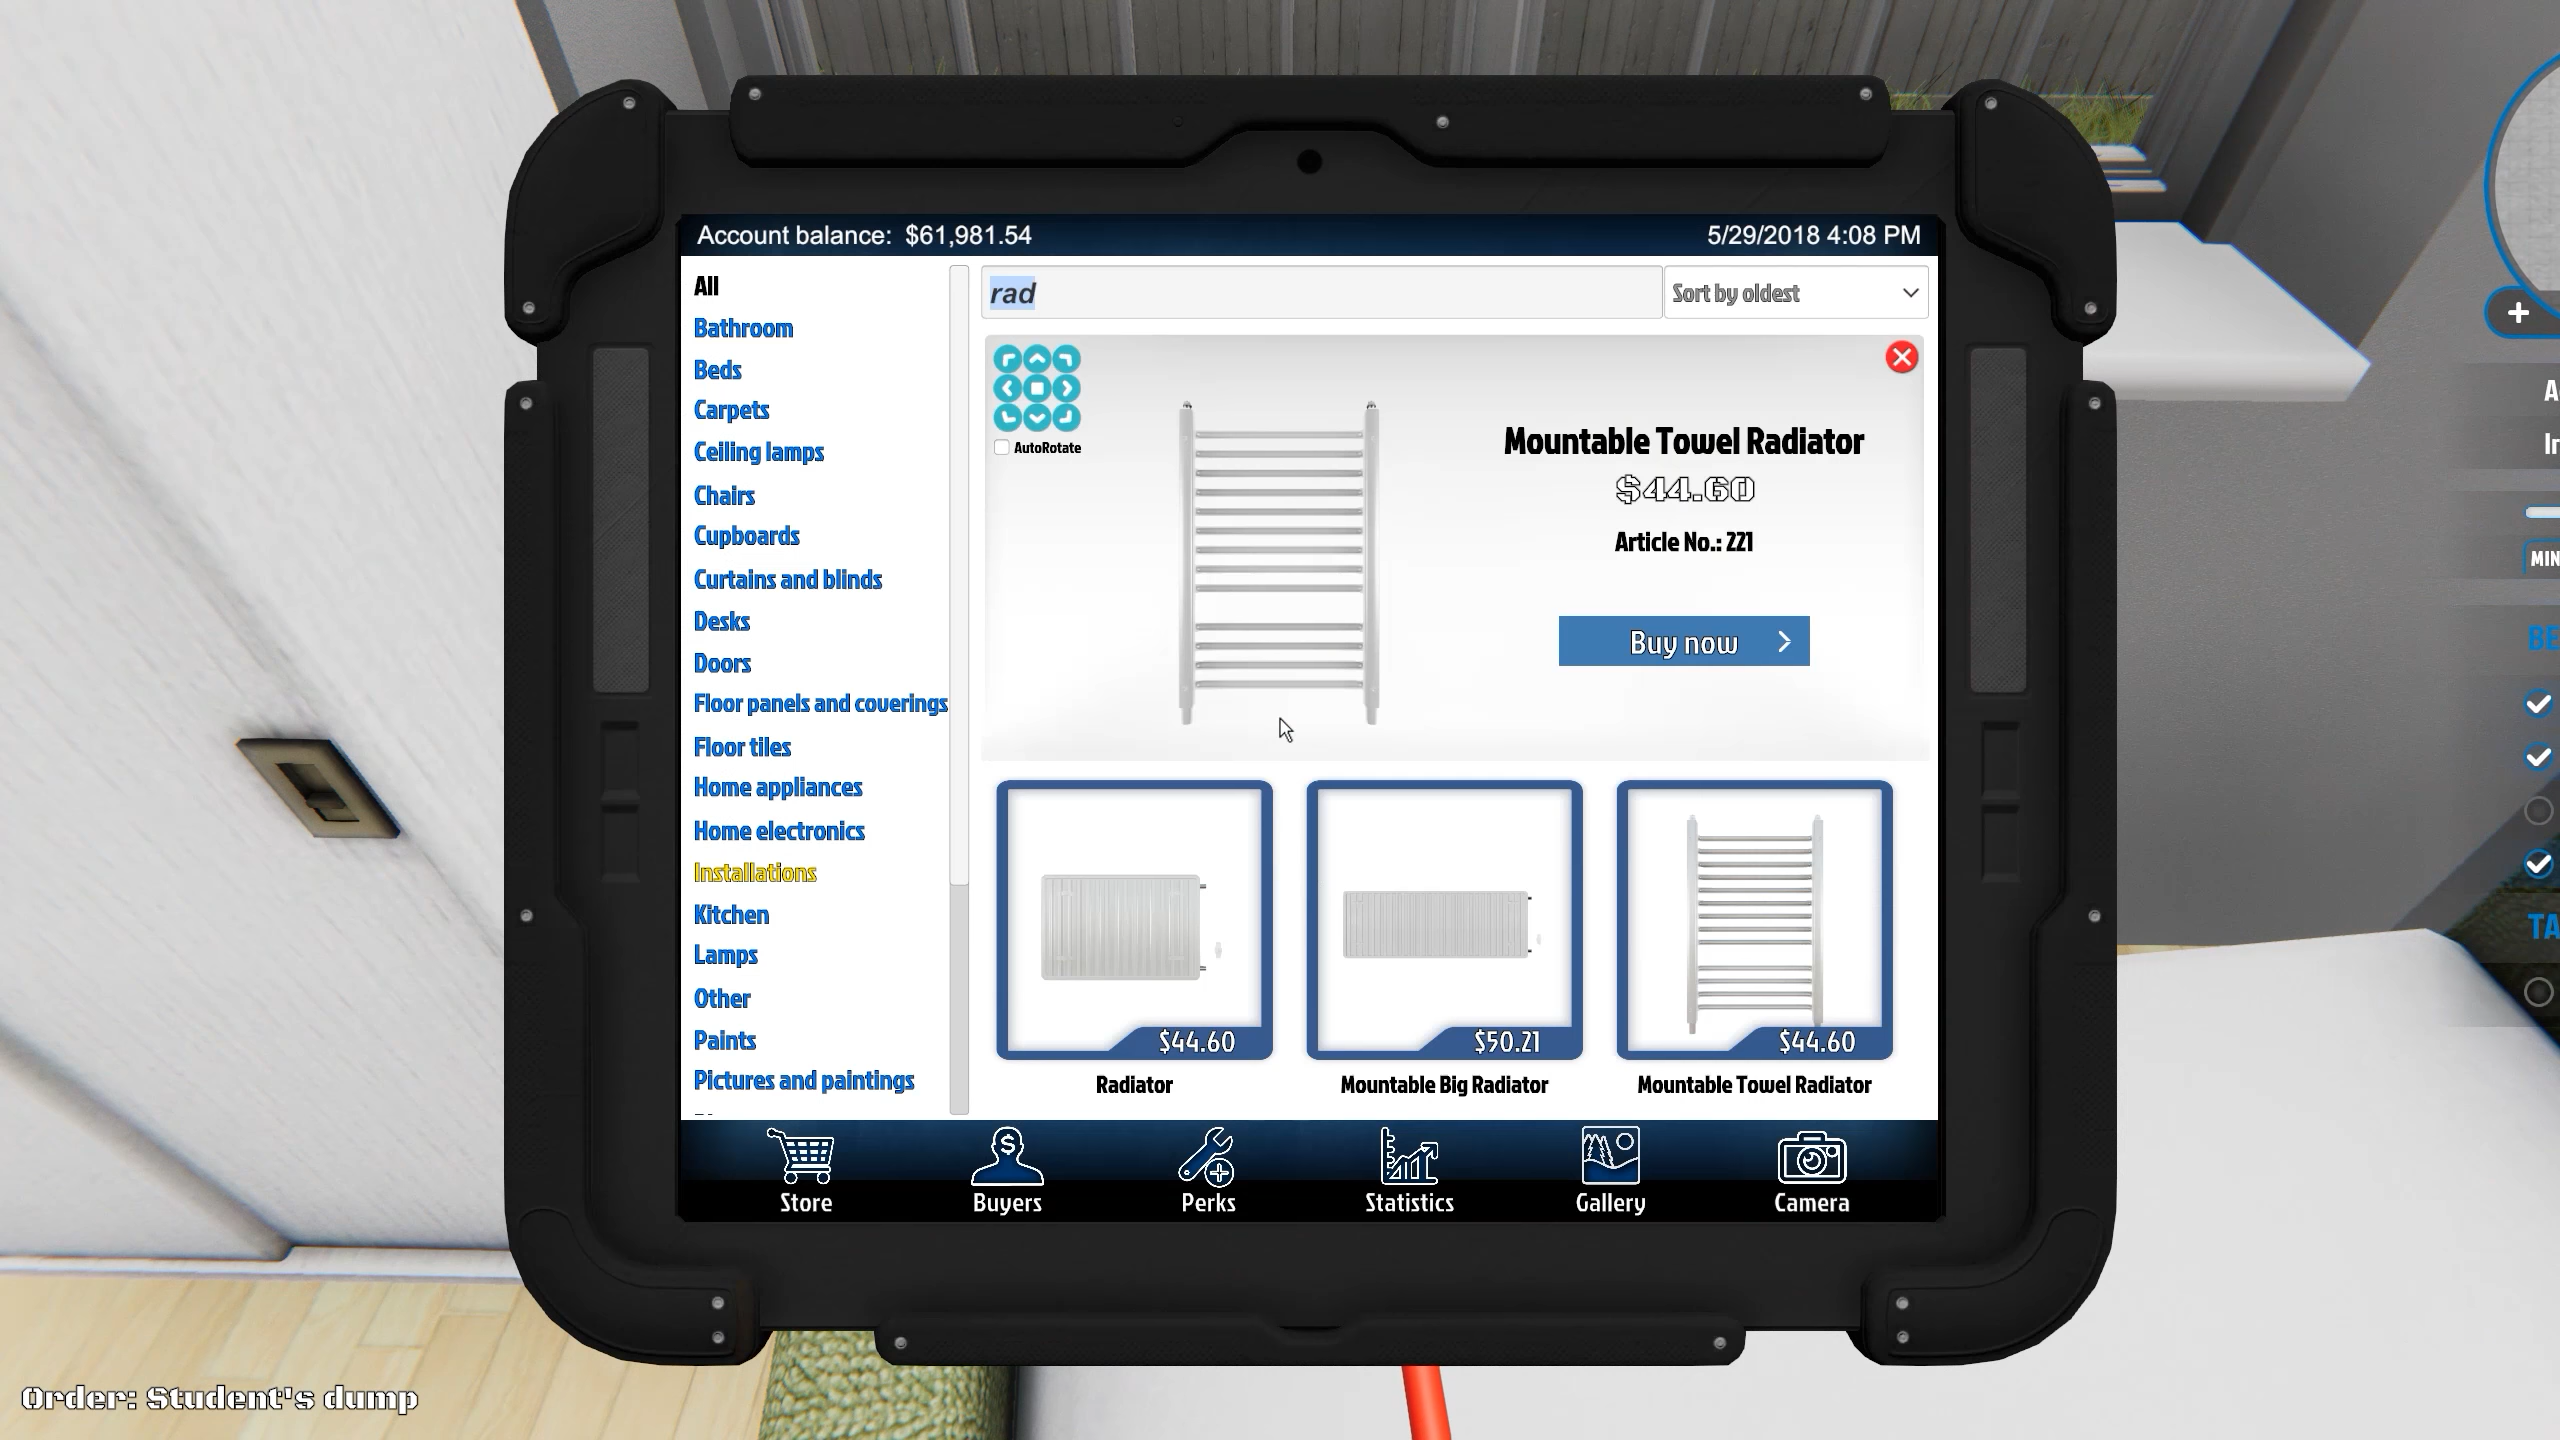 Account balance: $61,981.54
5/29/2018 4:08 PM
All
Bathroom
Beds
Carpets
Ceiling lamps
Chairs
Cupboards
Curtains and blinds
Desks
Doors
Floor panels and coverings
Floor tiles
Home appliances
Home electronics
Installations
Kitchen
Lamps
Other
Paints
Pictures and paintings
rad
Sort by oldest
AutoRotate
Mountable Towel Radiator
$44.60
Article No.: 221
Buy now
$44.60
Radiator
$50.21
Mountable Big Radiator
$44.60
Mountable Towel Radiator
Store
Buyers
Perks
Statistics
Gallery
Camera
Order: Student's dump
MIN